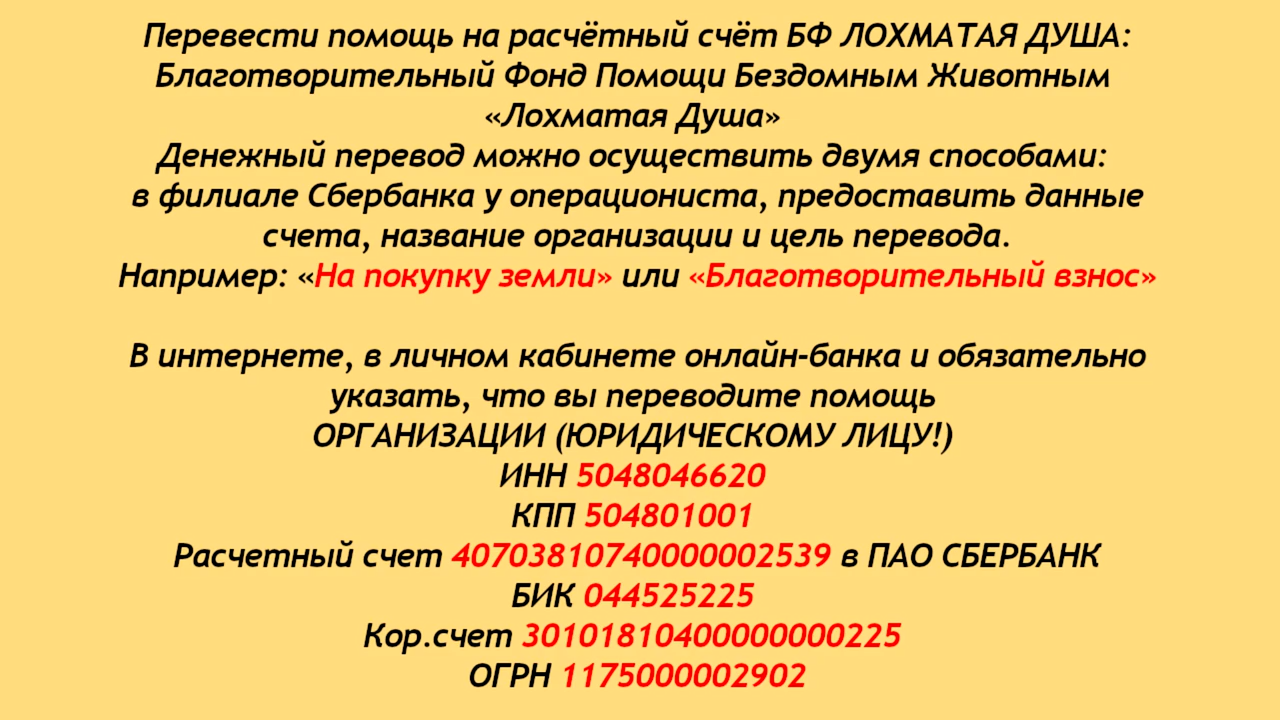 Перевести помощь на расчётный счёт БФ ЛОХМАТАЯ ДУША:
Благотворительный Фонд Помощи Бездомным Животным
«Лохматая Душа»
Денежный перевод можно осуществить двумя способами:
в филиале Сбербанка у операциониста, предоставить данные
счета, название организации и цель перевода.
Например: «На покупку земли» или «Благотворительный взнос»
В интернете, в личном кабинете онлайн-банка и обязательно
указать, что вы переводите помощь
ОРГАНИЗАЦИИ (ЮРИДИЧЕСКОМУ ЛИЦУ!)
ИНН 5048046620
КПП 504801001
Расчетный счет 40703810740000002539 в ПАО СБЕРБАНК
БИК 044525225
Кор.счет 30101810400000000225
ОГРН 1175000002902